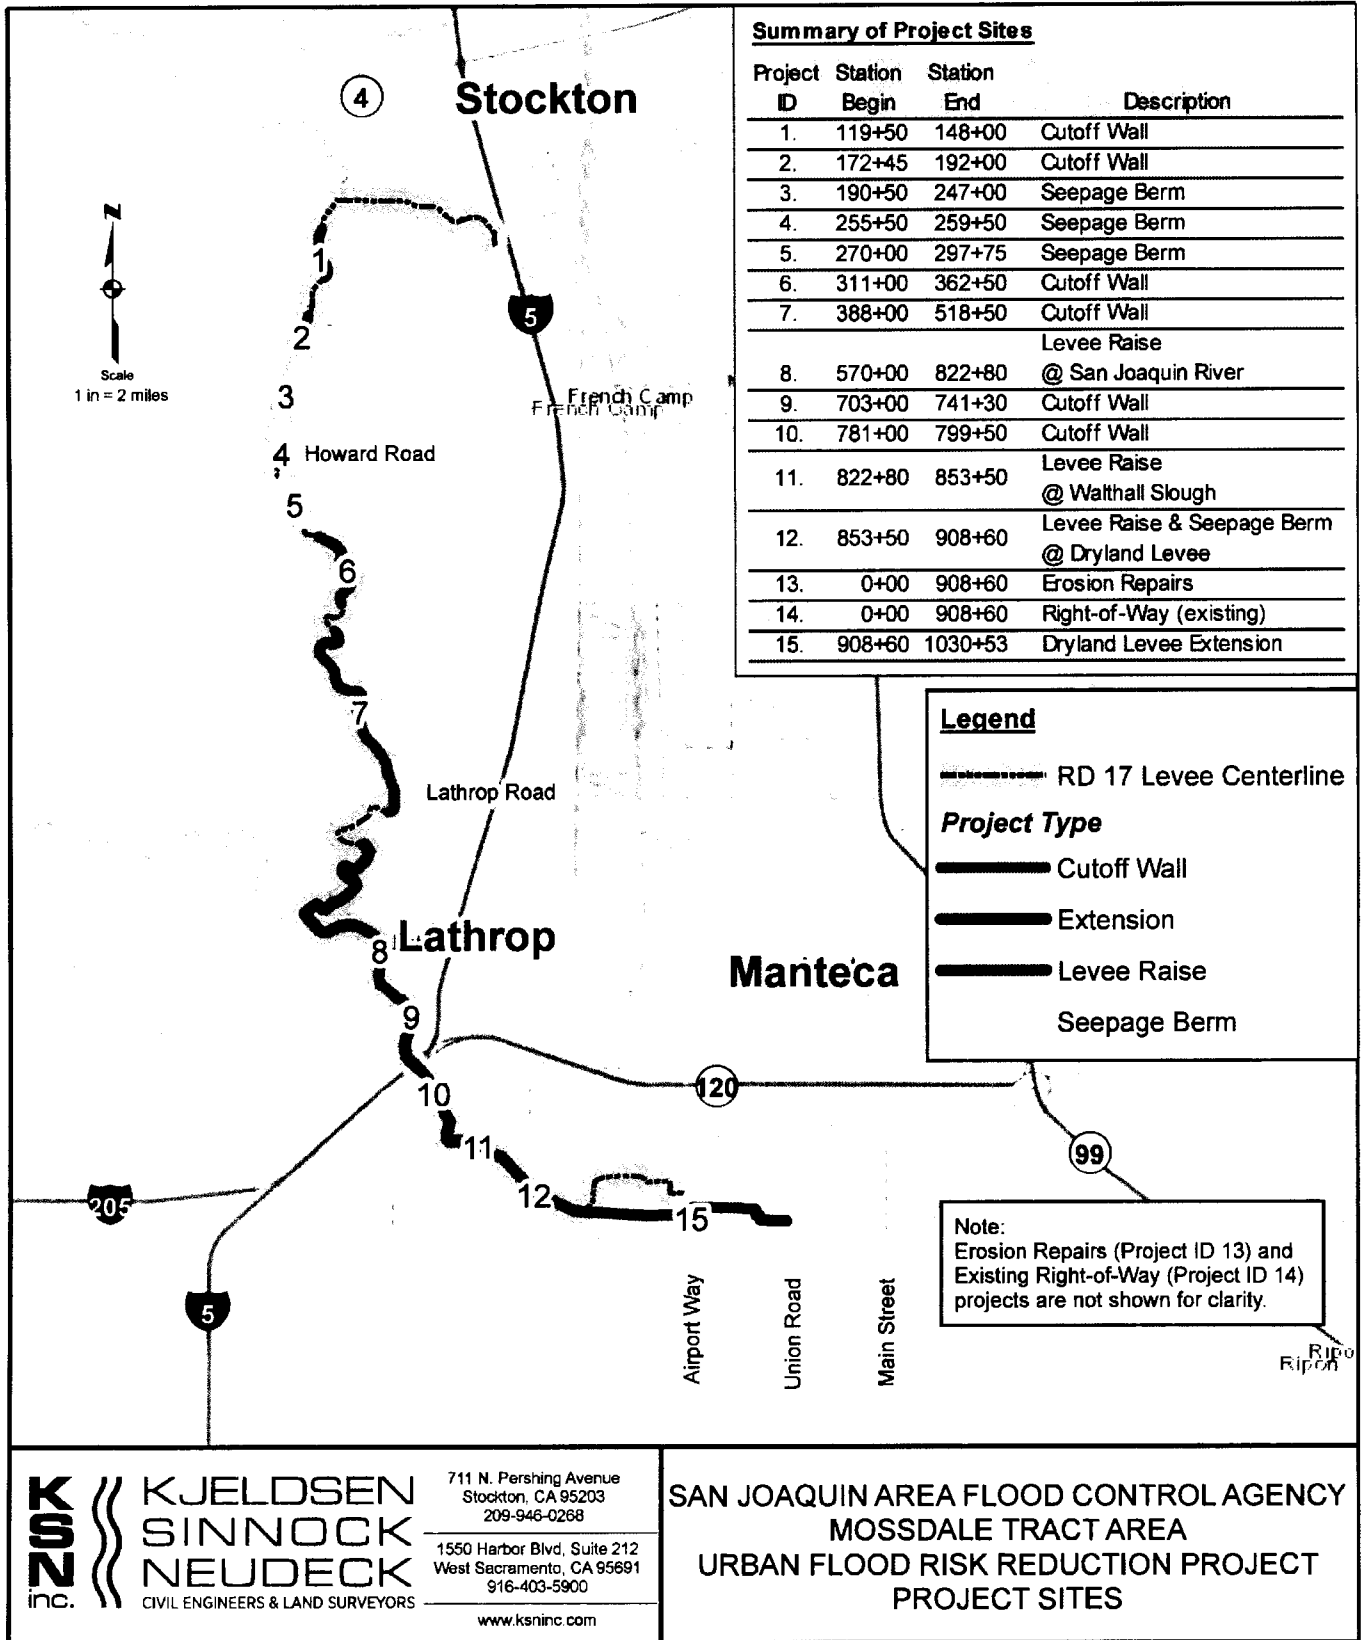 Summary of Project Sites
Project Station Station
ID Begin End Description
1. 119+50 148+00 Cutoff Wall
2. 172+45 192+00 Cutoff Wall
3. 190+50 247+00 Seepage Berm
4. 255+50 259+50 Seepage Berm
5. 270+00 297+75 Seepage Berm
6. 311+00 362+50 Cutoff Wall
7. 388+00 518+50 Cutoff Wall
Levee Raise
8. 570+00 822+80 @ San Joaquin River
9. 703+00 741+30 Cutoff Wall
10. 781+00 799+50 Cutoff Wall
Levee Raise
11. 822+80 853+50
@ Walthall Slough
Levee Raise & Seepage Berm
12. 853+50 908+60
@ Dryland Levee
13. 0+00 908+60 Erosion Repairs
14. 0+00 908+60 Right-of-Way (existing)
15. 908+60 1030+53 Dryland Levee Extension
4
Stockton
N
Scale
1 in = 2 miles
1
5
2
3
French Camp
French Camp
4 Howard Road
5
6
7
Lathrop Road
8
Lathrop
Manteca
9
10
120
11
99
12
15
205
5
Airport Way
Union Road
Main Street
Ripo
Ripon
Legend
RD 17 Levee Centerline
Project Type
Cutoff Wall
Extension
Levee Raise
Seepage Berm
Note:
Erosion Repairs (Project ID 13) and
Existing Right-of-Way (Project ID 14)
projects are not shown for clarity.
KSN
inc.
KJELDSEN
SINNOCK
NEUDECK
CIVIL ENGINEERS & LAND SURVEYORS
711 N. Pershing Avenue
Stockton, CA 95203
209-946-0268
1550 Harbor Blvd, Suite 212
West Sacramento, CA 95691
916-403-5900
www.ksninc.com
SAN JOAQUIN AREA FLOOD CONTROL AGENCY
MOSSDALE TRACT AREA
URBAN FLOOD RISK REDUCTION PROJECT
PROJECT SITES